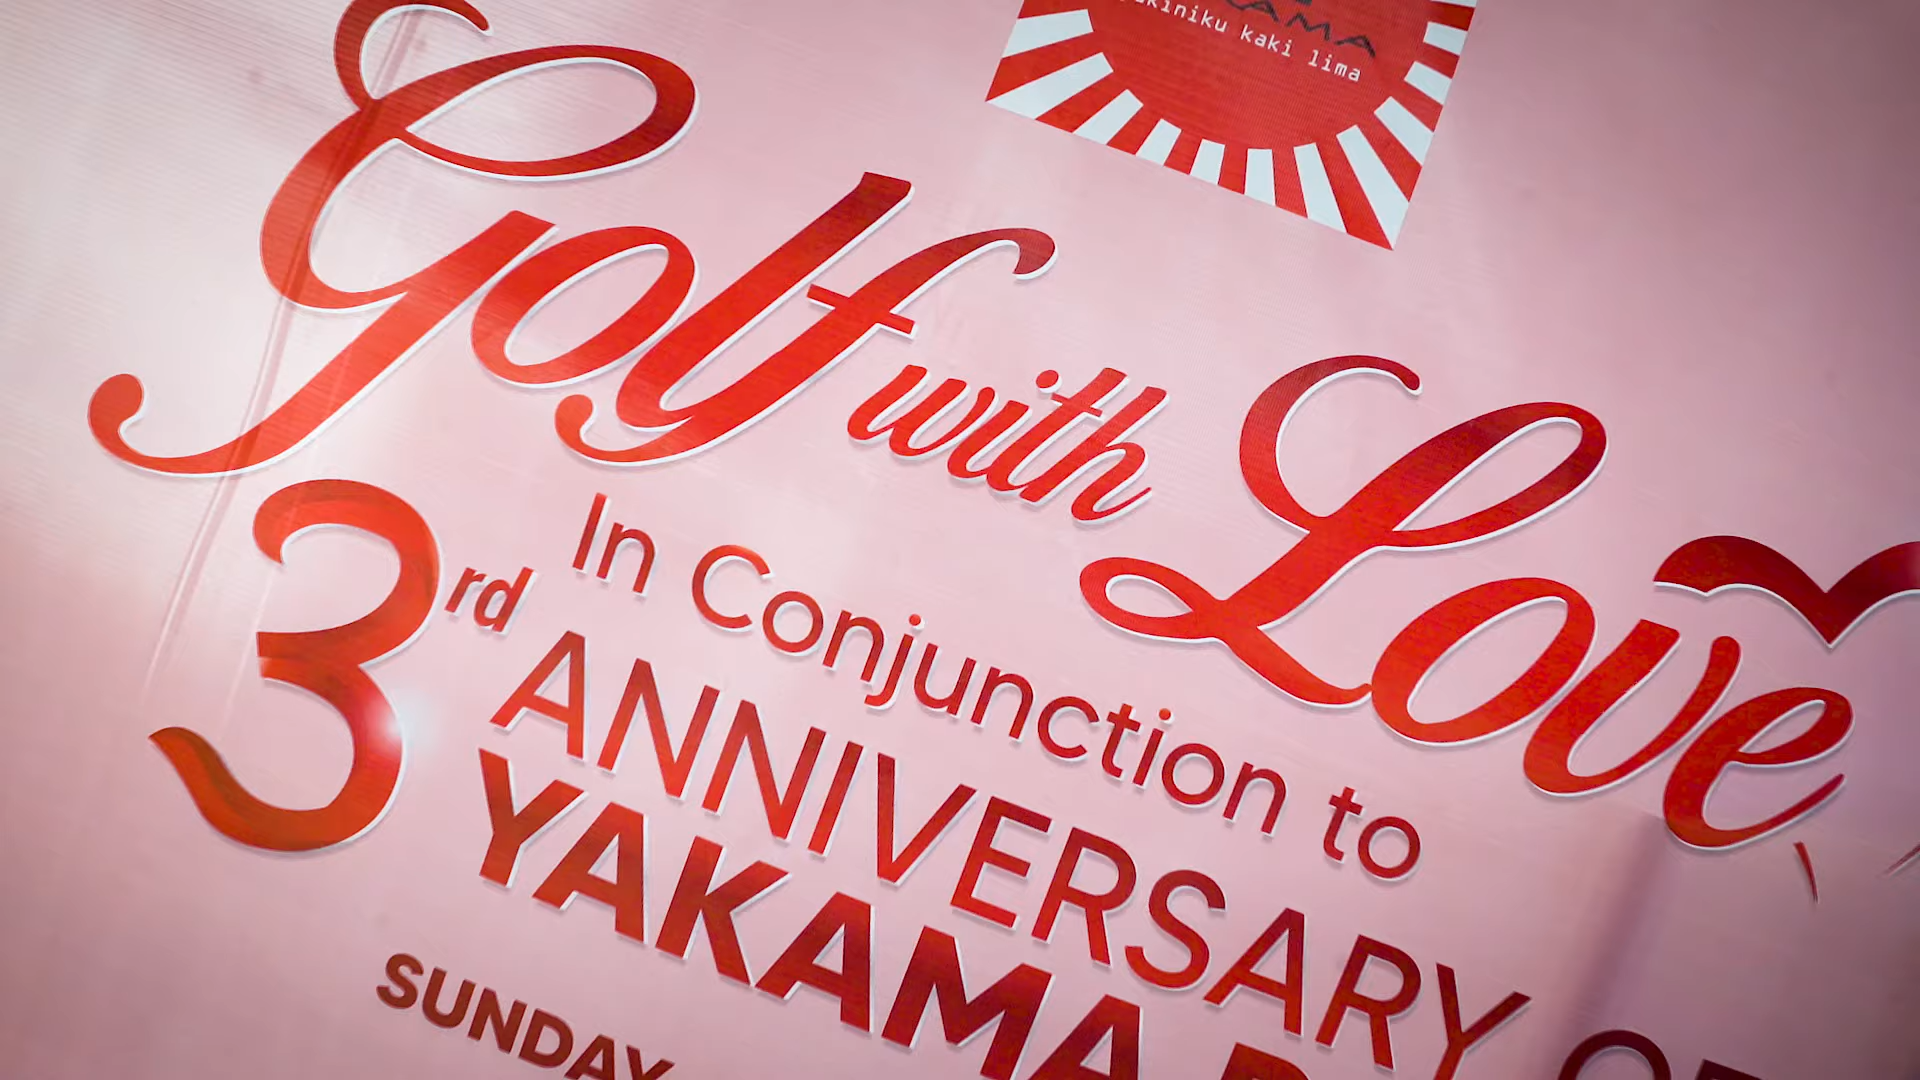 kaki lima
Golf with Love
In Conjunction to
3rd ANNIVERSARY
YAKAMA
SUNDAY